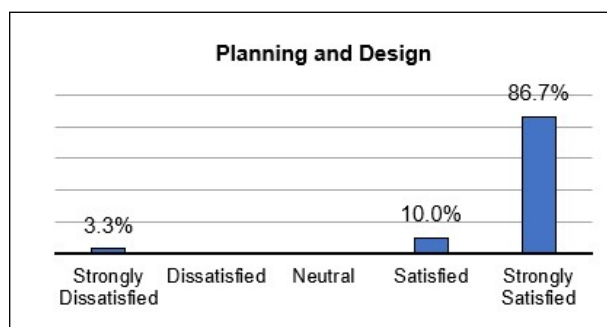 Planning and Design
86.7%
3.3%
10.0%
Strongly Dissatisfied Neutral Satisfied Strongly
Dissatisfied Satisfied